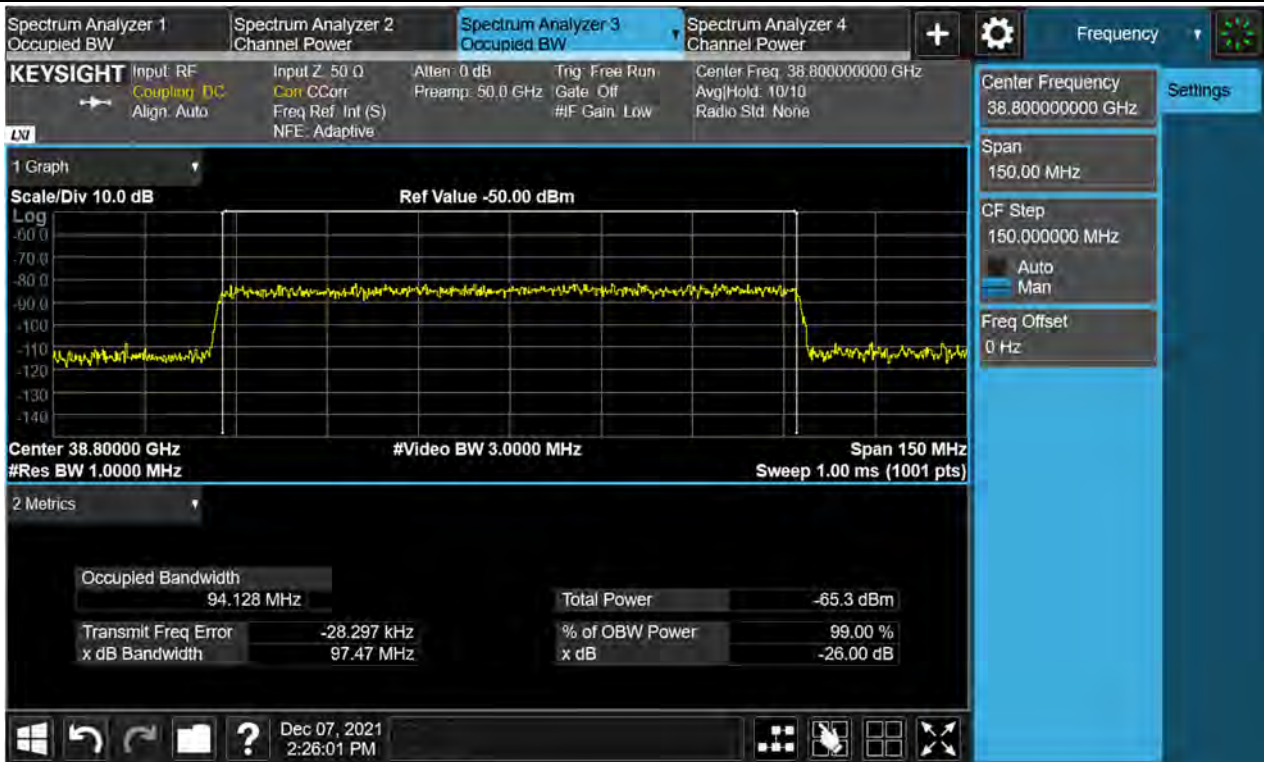 Spectrum Analyzer 1
Occupied BW
Spectrum Analyzer 2
Channel Power
Spectrum Analyzer 3
Occupied BW
Spectrum Analyzer 4
Channel Power
+
Frequency
KEYSIGHT
LXI
Input: RF
Coupling: DC
Align: Auto
Input Z: 50 Ω
Corr CCorr
Freq Ref: Int (S)
NFE: Adaptive
Atten: 0 dB
Preamp: 50.0 GHz
Trig: Free Run
Gate: Off
#IF Gain: Low
Center Freq: 38.800000000 GHz
Avg|Hold: 10/10
Radio Std: None
Center Frequency
38.800000000 GHz
Settings
Span
150.00 MHz
CF Step
150.000000 MHz
Auto
Man
Freq Offset
0 Hz
1 Graph
Scale/Div 10.0 dB
Ref Value -50.00 dBm
Log
-60.0
-70.0
-80.0
-90.0
-100
-110
-120
-130
-140
Center 38.80000 GHz
#Video BW 3.0000 MHz
Span 150 MHz
#Res BW 1.0000 MHz
Sweep 1.00 ms (1001 pts)
2 Metrics
Occupied Bandwidth
94.128 MHz
Total Power -65.3 dBm
Transmit Freq Error -28.297 kHz
% of OBW Power 99.00 %
x dB Bandwidth 97.47 MHz
x dB -26.00 dB
?
Dec 07, 2021
2:26:01 PM